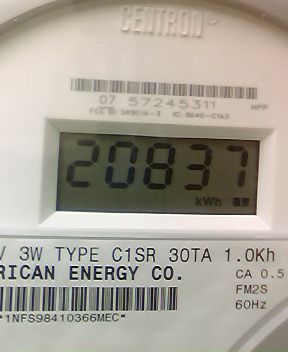 CENTRON®
07 57245311 HPP
20837
kWh
V 3W TYPE C1SR 30TA 1.0Kh
RICAN ENERGY CO. CA 0.5
FM2S
60Hz
*1NFS98410366MEC*